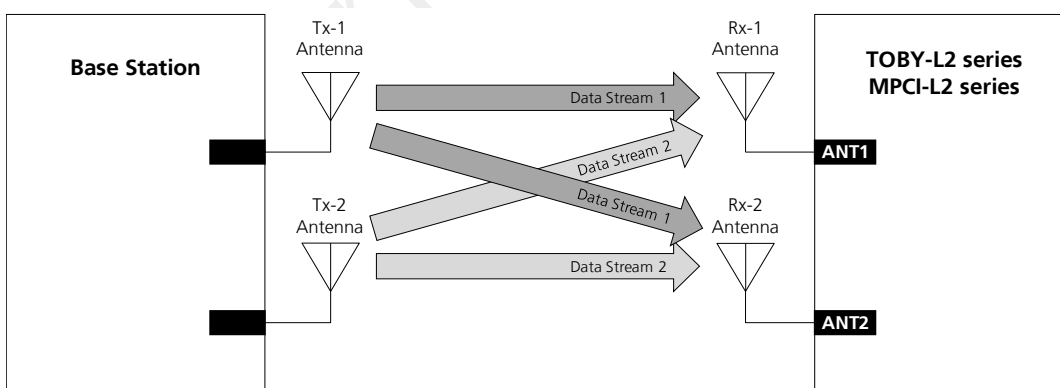 Tx-1
Antenna
Rx-1
Antenna
Base Station
TOBY-L2 series
MPCI-L2 series
Data Stream 1
ANT1
Data Stream 2
Data Stream 1
Tx-2
Antenna
Rx-2
Antenna
Data Stream 2
ANT2